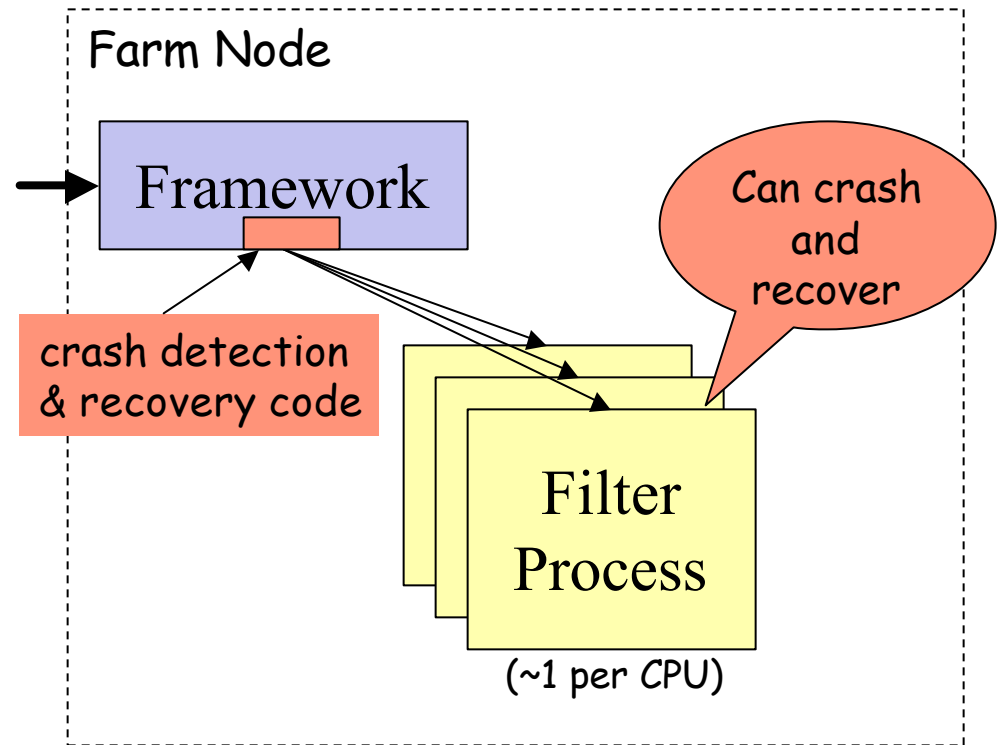 Farm Node
Framework
Can crash
and
recover
crash detection
& recovery code
Filter
Process
(~1 per CPU)